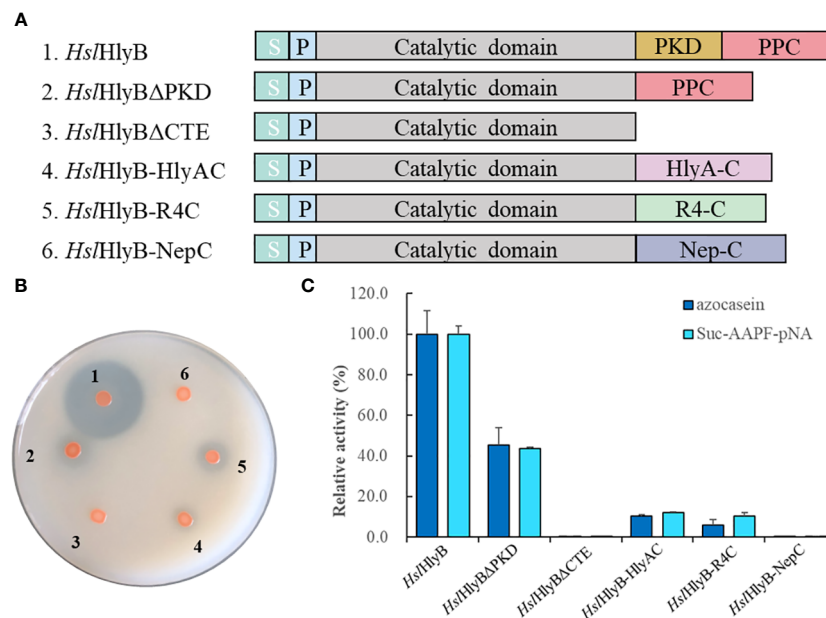 A
1. HslHlyB S P Catalytic domain PKD PPC
2. HslHlyBΔPKD S P Catalytic domain PPC
3. HslHlyBΔCTE S P Catalytic domain
4. HslHlyB-HlyAC S P Catalytic domain HlyA-C
5. HslHlyB-R4C S P Catalytic domain R4-C
6. HslHlyB-NepC S P Catalytic domain Nep-C
B
1
6
2
5
3
4
C
120.0
100.0
80.0
60.0
40.0
20.0
0.0
Relative activity (%)
azocasein
Suc-AAPF-pNA
HslHlyB
HslHlyBΔPKD
HslHlyBΔCTE
HslHlyB-HlyAC
HslHlyB-R4C
HslHlyB-NepC